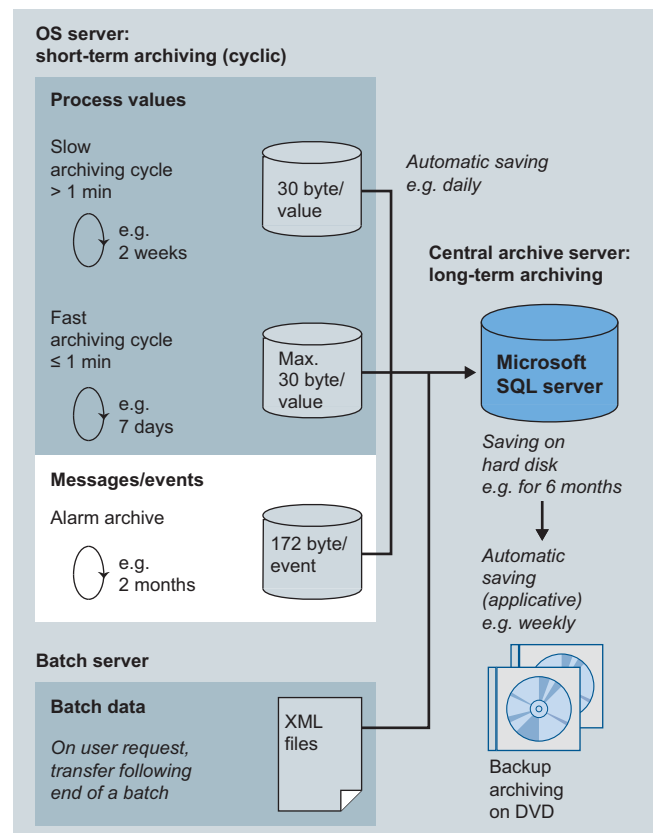 OS server:
short-term archiving (cyclic)
Process values
Slow
archiving cycle
> 1 min
e.g.
2 weeks
30 byte/
value
Automatic saving
e.g. daily
Fast
archiving cycle
≤ 1 min
e.g.
7 days
Max.
30 byte/
value
Central archive server:
long-term archiving
Microsoft
SQL server
Saving on
hard disk
e.g. for 6 months
Messages/events
Alarm archive
e.g.
2 months
172 byte/
event
Automatic
saving
(applicative)
e.g. weekly
Batch server
Batch data
On user request,
transfer following
end of a batch
XML
files
Backup
archiving
on DVD